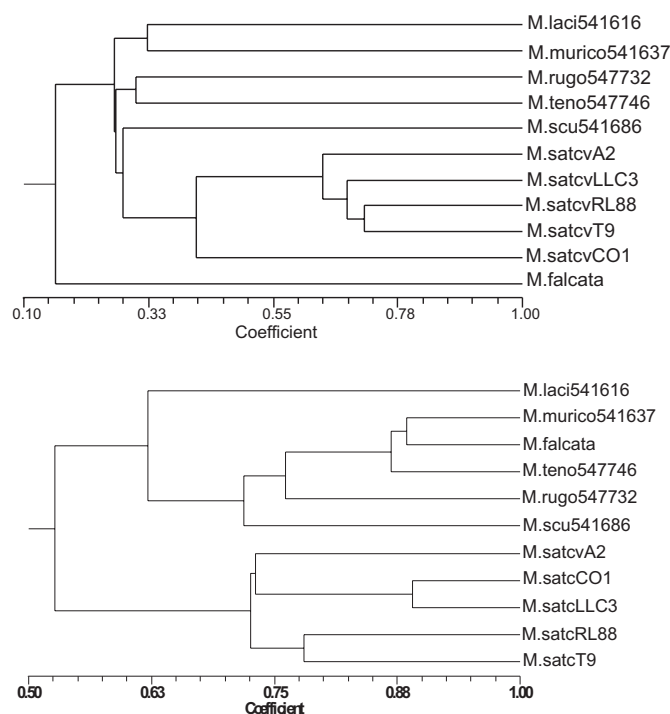 M.laci541616
M.murico541637
M.rugo547732
M.teno547746
M.scu541686
M.satcvA2
M.satcvLLC3
M.satcvRL88
M.satcvT9
M.satcvCO1
M.falcata
0.10 0.33 0.55 0.78 1.00
Coefficient
M.laci541616
M.murico541637
M.falcata
M.teno547746
M.rugo547732
M.scu541686
M.satcvA2
M.satcCO1
M.satcLLC3
M.satcRL88
M.satcT9
0.50 0.63 0.75 0.88 1.00
Coefficient